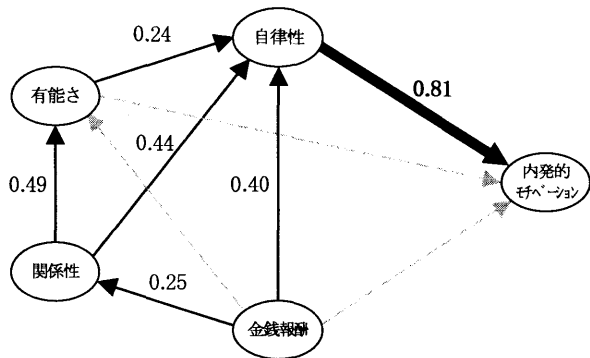 0.24
自律性
有能さ
0.81
0.44
0.49
0.40
内発的
モチベーション
関係性
0.25
金銭報酬